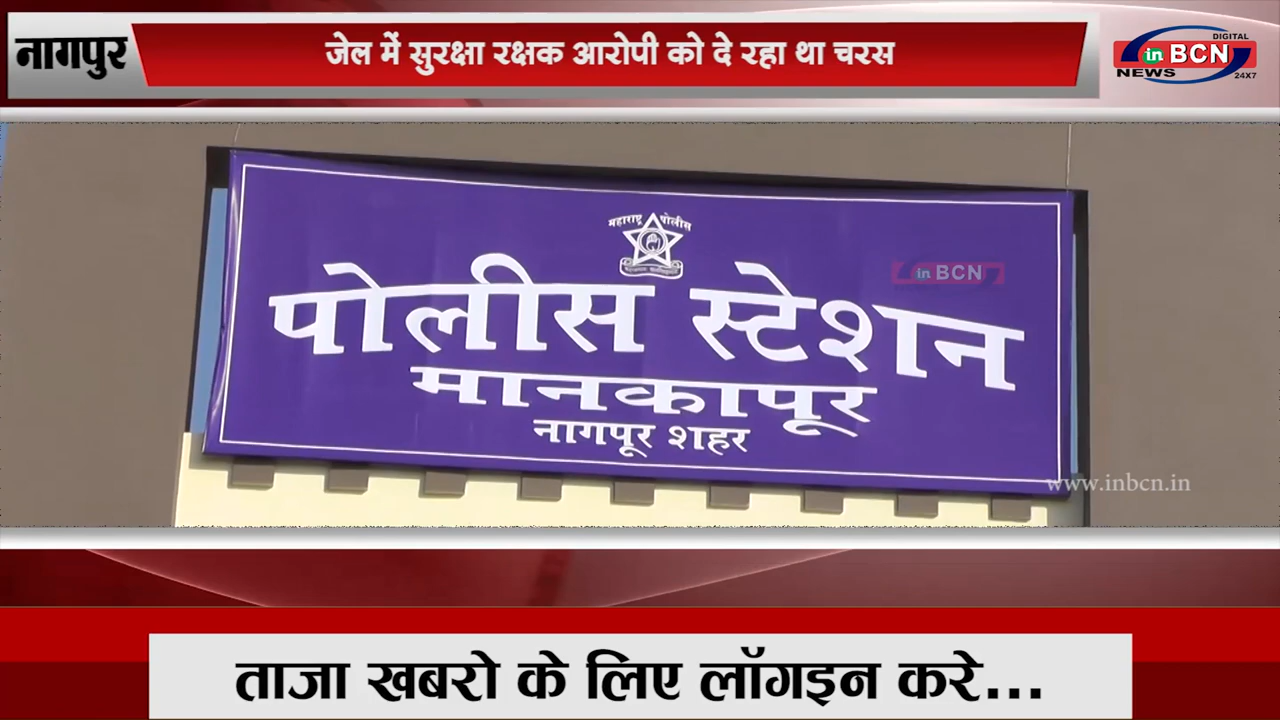 नागपुर
जेल में सुरक्षा रक्षक आरोपी को दे रहा था चरस
DIGITAL
in BCN
NEWS 24X7
महाराष्ट्र पोलीस
in BCN
पोलीस स्टेशन
मानकापूर
नागपूर शहर
www.inbcn.in
ताजा खबरो के लिए लॉगइन करे...